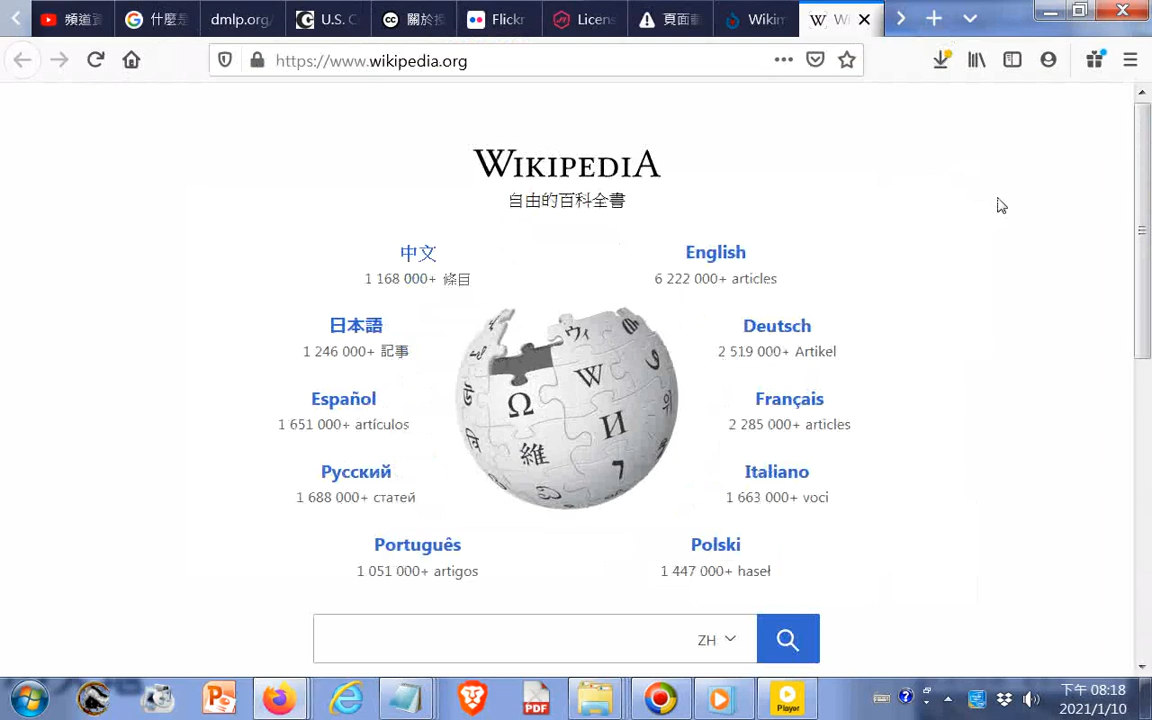 頻道
什麼是
dmlp.org/
U.S. C
關於授
Flickr
Licens
頁面
Wikim
Wi
https://www.wikipedia.org
WIKIPEDIA
自由的百科全書
中文
1 168 000+ 條目
English
6 222 000+ articles
日本語
1 246 000+ 記事
Deutsch
2 519 000+ Artikel
Español
1 651 000+ artículos
Français
2 285 000+ articles
Русский
1 688 000+ статей
Italiano
1 663 000+ voci
Português
1 051 000+ artigos
Polski
1 447 000+ haseł
Ω
W
И
維
ZH
PDF
Player
下午 08:18
2021/1/10